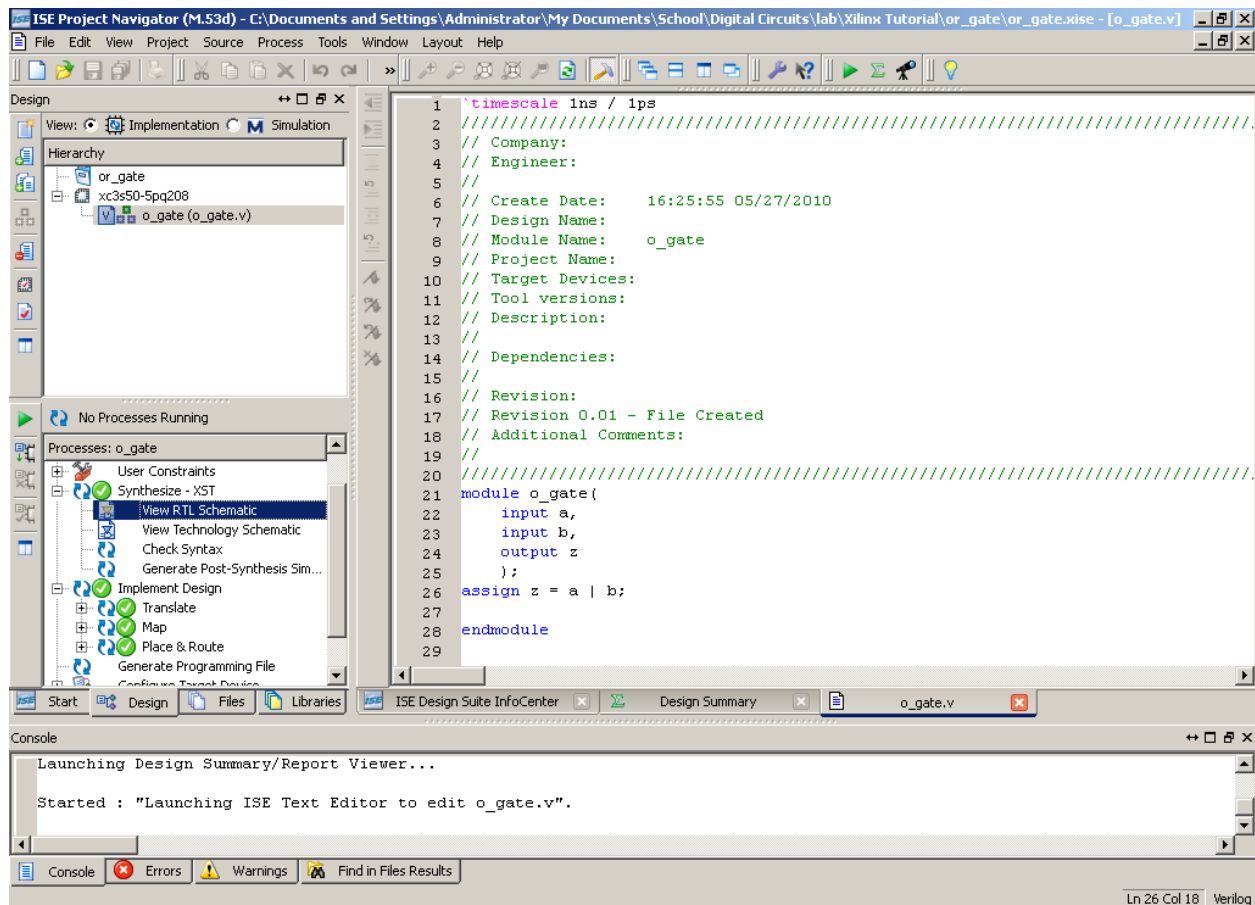 ISE Project Navigator (M.53d) - C:\Documents and Settings\Administrator\My Documents\School\Digital Circuits\lab\Xilinx Tutorial\or_gate\or_gate.xise - [o_gate.v]
File Edit View Project Source Process Tools Window Layout Help
Design
View: Implementation Simulation
Hierarchy
or_gate
xc3s50-5pq208
o_gate (o_gate.v)
No Processes Running
Processes: o_gate
User Constraints
Synthesize - XST
View RTL Schematic
View Technology Schematic
Check Syntax
Generate Post-Synthesis Sim...
Implement Design
Translate
Map
Place & Route
Generate Programming File
Configure Target Device
Start Design Files Libraries
1 `timescale 1ns / 1ps
2 ////////////////////////////////////////////////////////////////////////////////
3 // Company:
4 // Engineer:
5 //
6 // Create Date:    16:25:55 05/27/2010
7 // Design Name:
8 // Module Name:    o_gate
9 // Project Name:
10 // Target Devices:
11 // Tool versions:
12 // Description:
13 //
14 // Dependencies:
15 //
16 // Revision:
17 // Revision 0.01 - File Created
18 // Additional Comments:
19 //
20 ////////////////////////////////////////////////////////////////////////////////
21 module o_gate(
22     input a,
23     input b,
24     output z
25     );
26 assign z = a | b;
27
28 endmodule
29
ISE Design Suite InfoCenter Design Summary o_gate.v
Console
Launching Design Summary/Report Viewer...
Started : "Launching ISE Text Editor to edit o_gate.v".
Console Errors Warnings Find in Files Results
Ln 26 Col 18 Verilog